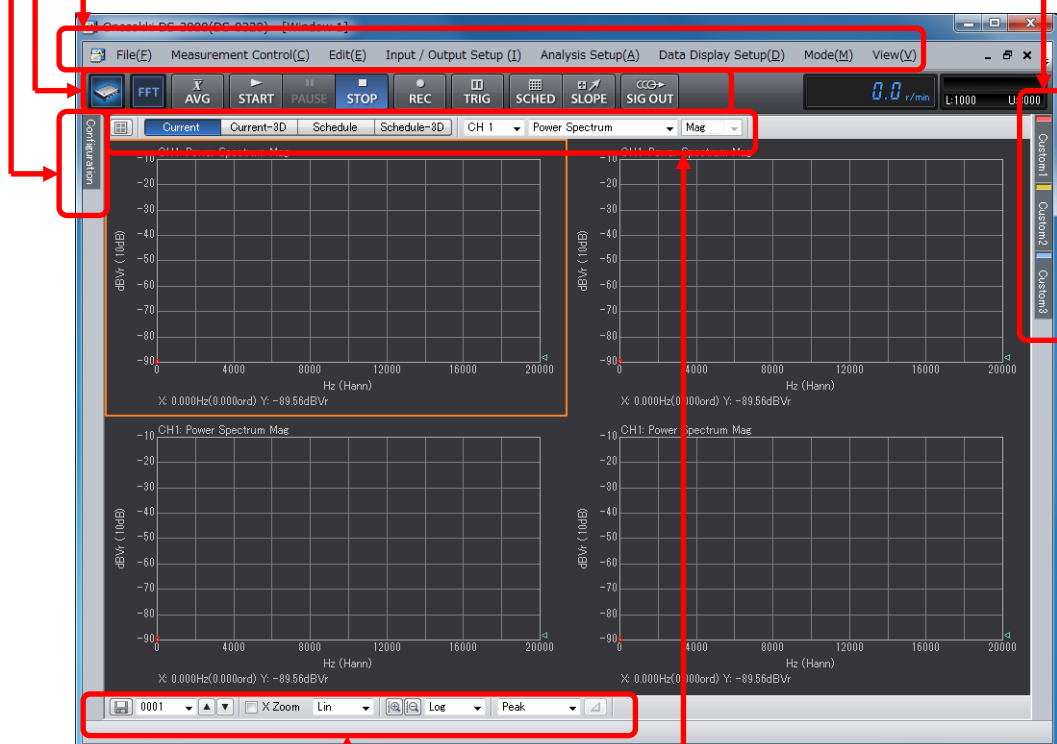 Onosokki DS-3000(DS-0320) - [Window 1]
File(F) Measurement Control(C) Edit(E) Input / Output Setup (I) Analysis Setup(A) Data Display Setup(D) Mode(M) View(V)
FFT X AVG START PAUSE STOP REC TRIG SCHED SLOPE SIG OUT 0.0 r/min L:1000
Configuration
Current Current-3D Schedule Schedule-3D CH 1 Power Spectrum Mag
Custom1
Custom2
Custom3
CH1: Power Spectrum Mag
-10
-20
-30
-40
-50
-60
-70
-80
-90
dBVr (10dB)
0 4000 8000 12000 16000 20000
Hz (Hann)
X: 0.000Hz(0.000ord) Y: -89.56dBVr
CH1: Power Spectrum Mag
-10
-20
-30
-40
-50
-60
-70
-80
-90
dBVr (10dB)
0 4000 8000 12000 16000 20000
Hz (Hann)
X: 0.000Hz(0.000ord) Y: -89.56dBVr
CH1: Power Spectrum Mag
-10
-20
-30
-40
-50
-60
-70
-80
-90
dBVr (10dB)
0 4000 8000 12000 16000 20000
Hz (Hann)
X: 0.000Hz(0.000ord) Y: -89.56dBVr
CH1: Power Spectrum Mag
-10
-20
-30
-40
-50
-60
-70
-80
-90
dBVr (10dB)
0 4000 8000 12000 16000 20000
Hz (Hann)
X: 0.000Hz(0.000ord) Y: -89.56dBVr
0001 X Zoom Lin Log Peak